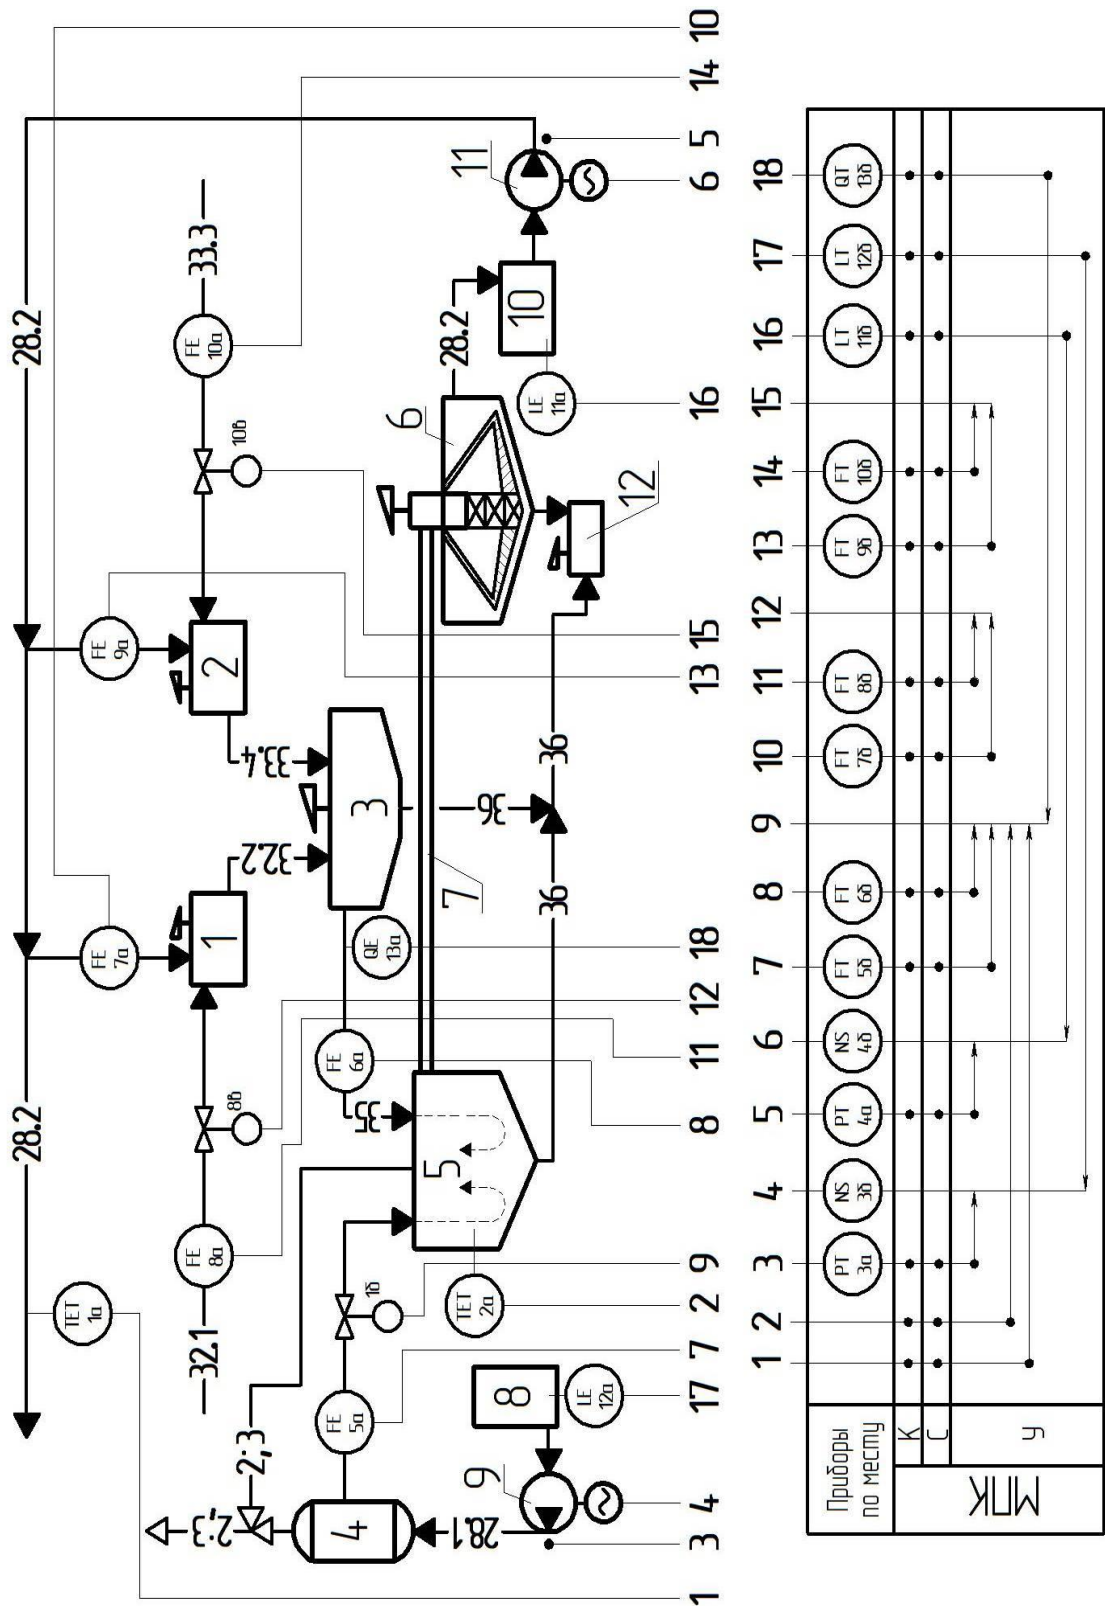 28.2
28.2
TET
1а
FE
7а
FE
9а
2;3
32.1
FE
8а
8в
1
2
10в
FE
10а
33.3
2;3
32.2
33.4
4
FE
5а
1б
FE
6а
35
QE
13а
3
6
11
28.1
9
8
TET
2а
5
7
36
28.2
10
LE
12а
LE
11а
36
36
12
1 3 4 17 7 2 9 8 11 12 18 13 15 16 6 5 14 10
1 2 3 4 5 6 7 8 9 10 11 12 13 14 15 16 17 18
Приборы
по месту
PT
3а
NS
3б
PT
4а
NS
4б
FT
5б
FT
6б
FT
7б
FT
8б
FT
9б
FT
10б
LT
11б
LT
12б
QT
13б
МПК
К
С
У